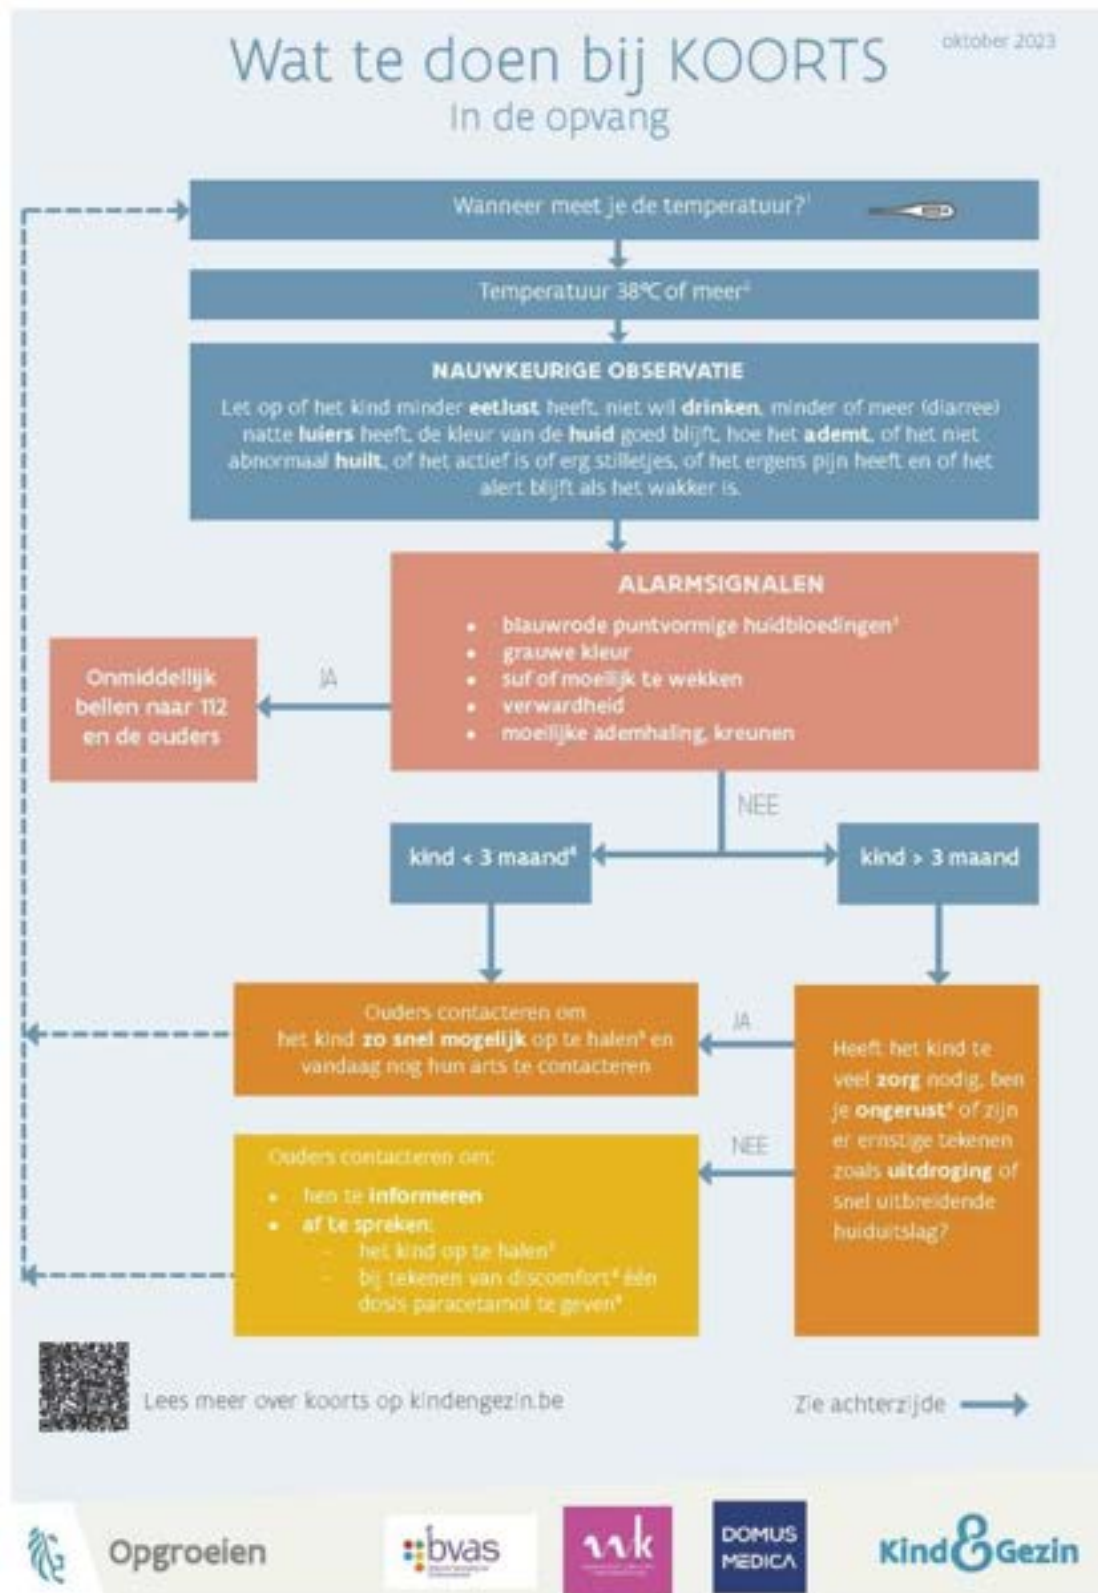 oktober 2023
Wat te doen bij KOORTS
In de opvang
Wanneer meet je de temperatuur?¹
Temperatuur 38°C of meer²
NAUWKEURIGE OBSERVATIE
Let op of het kind minder eetlust heeft, niet wil drinken, minder of meer (diarree)
natte luiers heeft, de kleur van de huid goed blijft, hoe het ademt, of het niet
abnormaal huilt, of het actief is of erg stilletjes, of het ergens pijn heeft en of het
alert blijft als het wakker is.
ALARMSIGNALEN
• blauwrode puntvormige huidbloedingen³
• grauwe kleur
• suf of moeilijk te wekken
• verwardheid
• moeilijke ademhaling, kreunen
JA
Onmiddellijk
bellen naar 112
en de ouders
NEE
kind < 3 maand⁴
kind > 3 maand
Ouders contacteren om
het kind zo snel mogelijk op te halen⁵ en
vandaag nog hun arts te contacteren
JA
Heeft het kind te
veel zorg nodig, ben
je ongerust⁶ of zijn
er ernstige tekenen
zoals uitdroging of
snel uitbreidende
huiduitslag?
NEE
Ouders contacteren om:
• hen te informeren
• af te spreken:
- het kind op te halen⁷
- bij tekenen van discomfort⁸ één
dosis paracetamol te geven⁹
Lees meer over koorts op kindengezin.be
Zie achterzijde
Opgroeien
bvas
vvk
DOMUS
MEDICA
Kind & Gezin